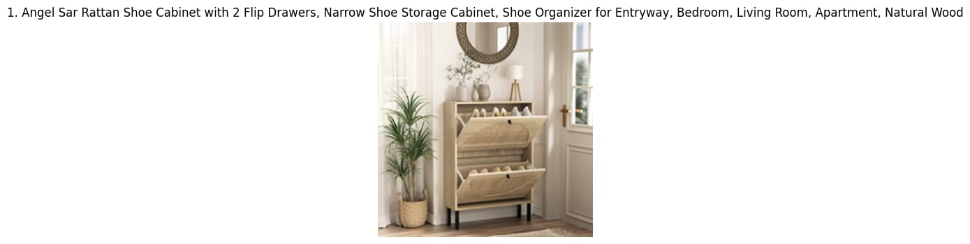 1. Angel Sar Rattan Shoe Cabinet with 2 Flip Drawers, Narrow Shoe Storage Cabinet, Shoe Organizer for Entryway, Bedroom, Living Room, Apartment, Natural Wood